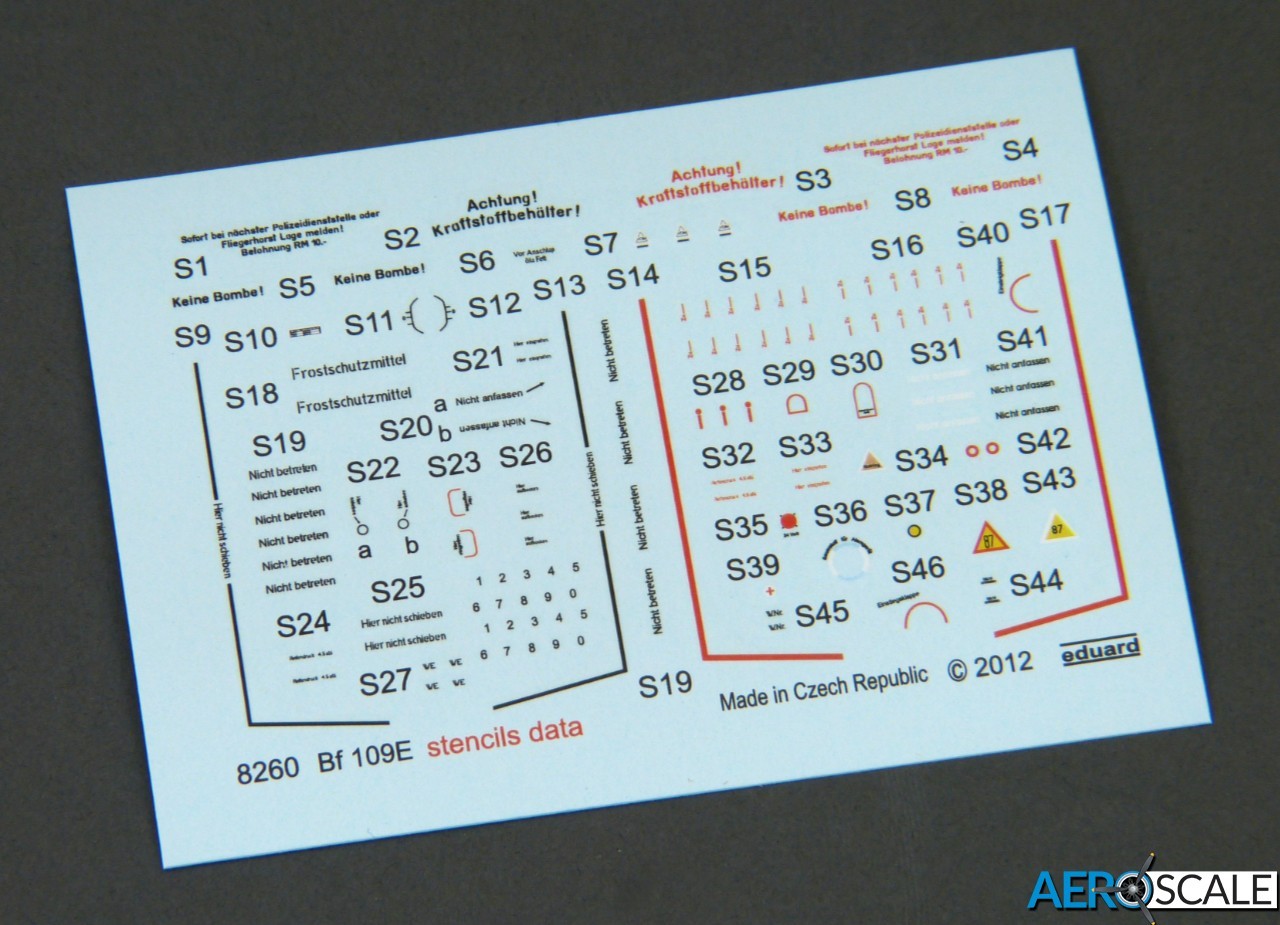 Sofort bei nächster Polizeidienststelle oder
Fliegerhorst Lage melden!
Belohnung RM 10.-
S1
S2
Achtung!
Kraftstoffbehälter!
Achtung!
Kraftstoffbehälter!
S3
Sofort bei nächster Polizeidienststelle oder
Fliegerhorst Lage melden!
Belohnung RM 10.-
S4
Keine Bombe!
S5
Keine Bombe!
S6
S7
Keine Bombe!
S8
Keine Bombe!
S9
S10
S11
S12
S13
S14
S15
S16
S40
S17
S18
Frostschutzmittel
Frostschutzmittel
S21
S19
S20
a
Nicht anfassen
b
Nicht anfassen
Nicht betreten
Nicht betreten
Nicht betreten
Nicht betreten
Nicht betreten
Nicht betreten
S22
a
b
S23
S26
Hier nicht schieben
Hier nicht schieben
Nicht betreten
Nicht betreten
Nicht betreten
Nicht betreten
S28
S29
S30
S31
S41
Nicht anfassen
Nicht anfassen
Nicht anfassen
S32
S33
S34
S42
S35
S36
S37
S38
S43
87
87
S39
S46
S44
W.Nr.
W.Nr.
S45
S24
S25
Hier nicht schieben
Hier nicht schieben
1 2 3 4 5
6 7 8 9 0
1 2 3 4 5
6 7 8 9 0
S27
VE VE
VE VE
S19
8260 Bf 109E stencils data
Made in Czech Republic © 2012 eduard
AEROSCALE